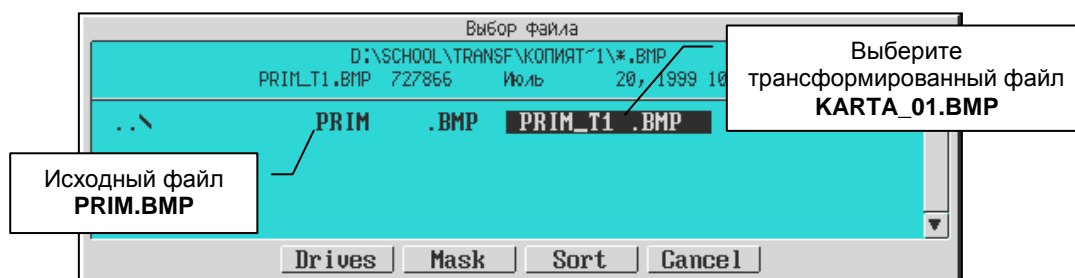 Выбор файла
D:\SCHOOL\TRANSF\КОПИЯТ~1\*.BMP
PRIM_T1.BMP 727866 Июль 20, 1999 10
Выберите
трансформированный файл
KARTA_01.BMP
..\ PRIM .BMP PRIM_T1 .BMP
Исходный файл
PRIM.BMP
Drives Mask Sort Cancel